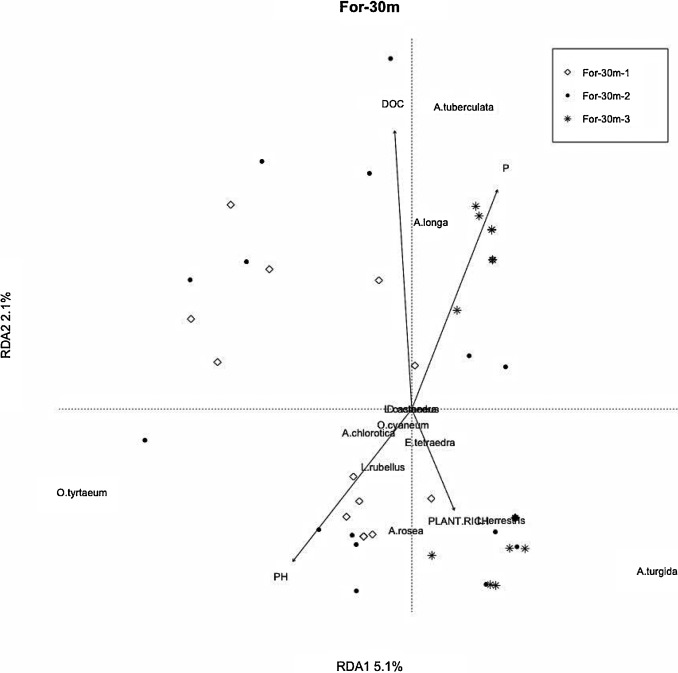 For-30m
For-30m-1
For-30m-2
For-30m-3
DOC
A.tuberculata
P
A.longa
RDA2 2.1%
O.cyaneum
A.chlorotica
E.tetraedra
L.rubellus
O.tyrtaeum
PLANT.RICH
L.terrestris
A.rosea
A.turgida
PH
RDA1 5.1%